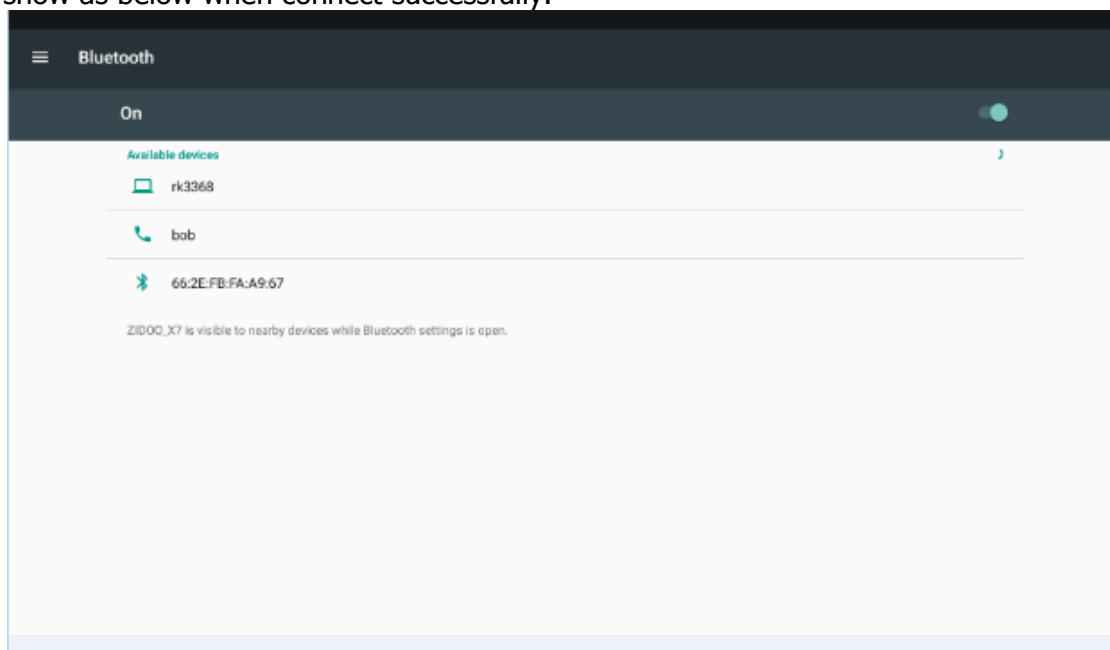 show as below when connect successfully.
Bluetooth
On
Available devices
rk3368
bob
66:2E:FB:FA:A9:67
ZIDOO_X7 is visible to nearby devices while Bluetooth settings is open.